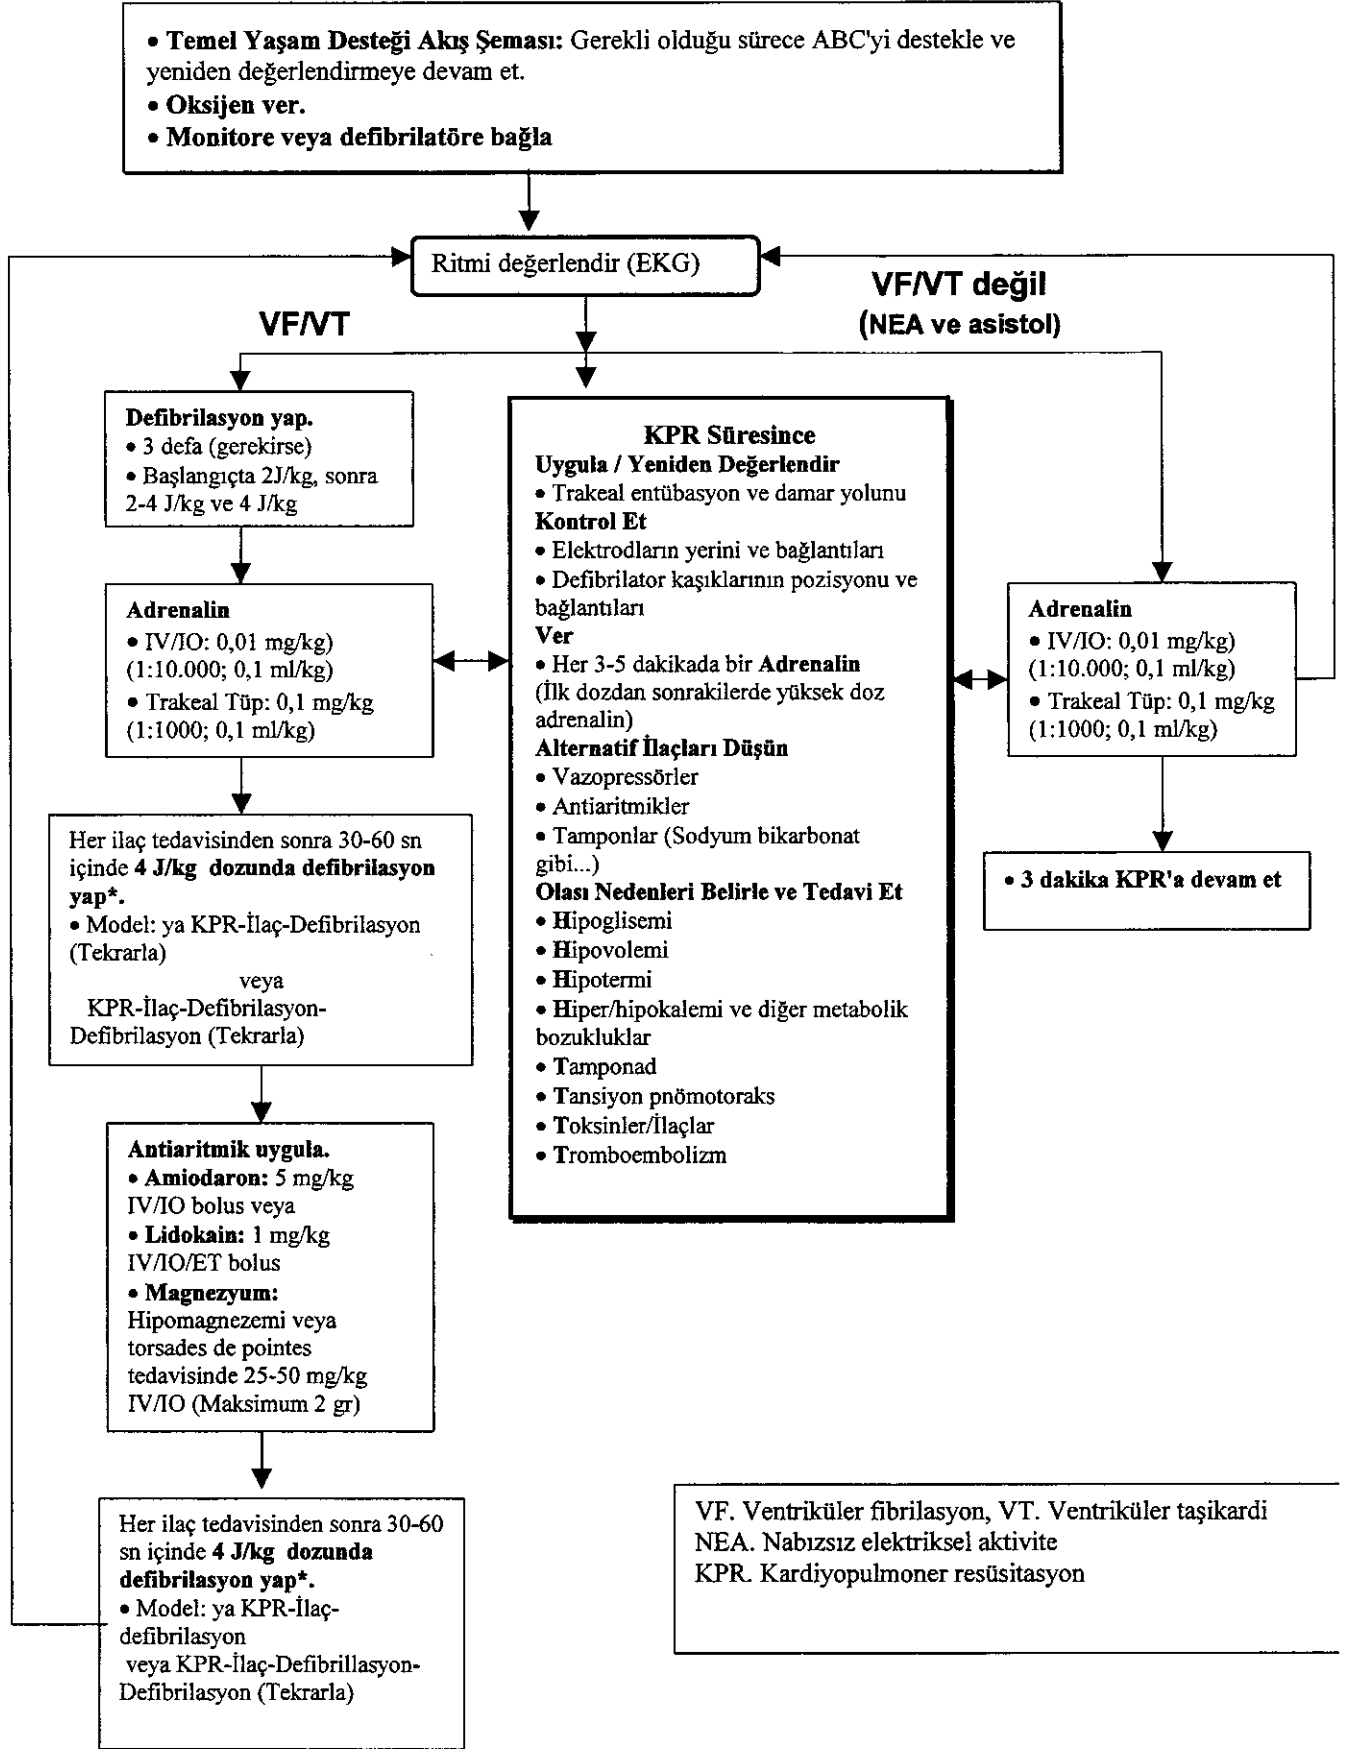 • Temel Yaşam Desteği Akış Şeması: Gerekli olduğu sürece ABC'yi destekle ve
yeniden değerlendirmeye devam et.
• Oksijen ver.
• Monitore veya defibrilatöre bağla
Ritmi değerlendir (EKG)
VF/VT
VF/VT değil
(NEA ve asistol)
Defibrilasyon yap.
• 3 defa (gerekirse)
• Başlangıçta 2J/kg, sonra
2-4 J/kg ve 4 J/kg
Adrenalin
• IV/IO: 0,01 mg/kg)
(1:10.000; 0,1 ml/kg)
• Trakeal Tüp: 0,1 mg/kg
(1:1000; 0,1 ml/kg)
Her ilaç tedavisinden sonra 30-60 sn
içinde 4 J/kg dozunda defibrilasyon
yap*.
• Model: ya KPR-İlaç-Defibrilasyon
(Tekrarla)
veya
KPR-İlaç-Defibrilasyon-
Defibrilasyon (Tekrarla)
Antiaritmik uygula.
• Amiodaron: 5 mg/kg
IV/IO bolus veya
• Lidokain: 1 mg/kg
IV/IO/ET bolus
• Magnezyum:
Hipomagnezemi veya
torsades de pointes
tedavisinde 25-50 mg/kg
IV/IO (Maksimum 2 gr)
Her ilaç tedavisinden sonra 30-60
sn içinde 4 J/kg dozunda
defibrilasyon yap*.
• Model: ya KPR-İlaç-
defibrilasyon
veya KPR-İlaç-Defibrillasyon-
Defibrilasyon (Tekrarla)
KPR Süresince
Uygula / Yeniden Değerlendir
• Trakeal entübasyon ve damar yolunu
Kontrol Et
• Elektrodların yerini ve bağlantıları
• Defibrilator kaşıklarının pozisyonu ve
bağlantıları
Ver
• Her 3-5 dakikada bir Adrenalin
(İlk dozdan sonrakilerde yüksek doz
adrenalin)
Alternatif İlaçları Düşün
• Vazopressörler
• Antiaritmikler
• Tamponlar (Sodyum bikarbonat
gibi...)
Olası Nedenleri Belirle ve Tedavi Et
• Hipoglisemi
• Hipovolemi
• Hipotermi
• Hiper/hipokalemi ve diğer metabolik
bozukluklar
• Tamponad
• Tansiyon pnömotoraks
• Toksinler/İlaçlar
• Tromboembolizm
Adrenalin
• IV/IO: 0,01 mg/kg)
(1:10.000; 0,1 ml/kg)
• Trakeal Tüp: 0,1 mg/kg
(1:1000; 0,1 ml/kg)
• 3 dakika KPR'a devam et
VF. Ventriküler fibrilasyon, VT. Ventriküler taşikardi
NEA. Nabızsız elektriksel aktivite
KPR. Kardiyopulmoner resüsitasyon